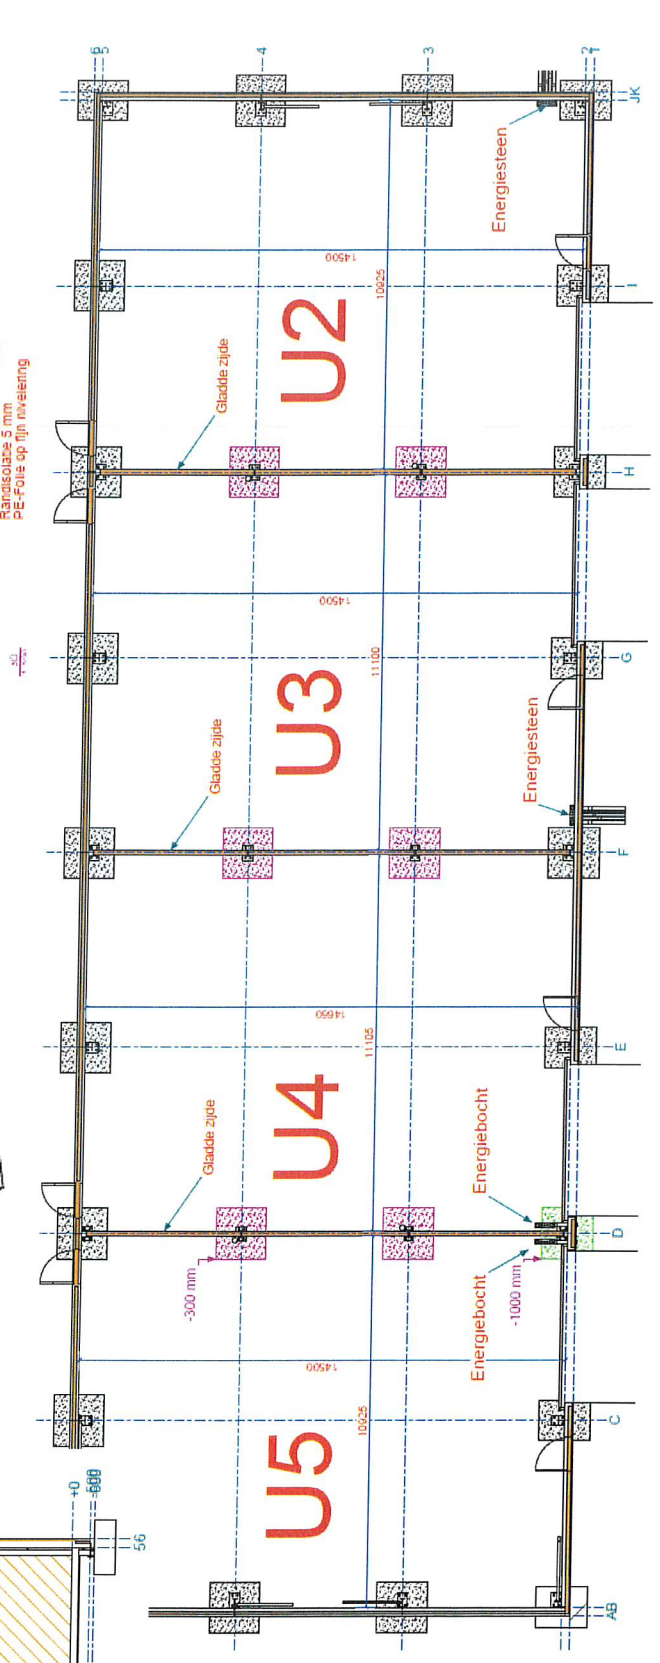 6
5
4
3
2
1
JK
Energiesteen
14500
10925
I
U2
Gladde zijde
Randisolatie 5 mm
PE-Folie op fijn nivelering
H
14500
11100
G
U3
Gladde zijde
Energiesteen
F
14660
11105
E
U4
Gladde zijde
Energiebocht
D
-300 mm
-1000 mm
Energiebocht
14500
10925
C
U5
+0
56
AB